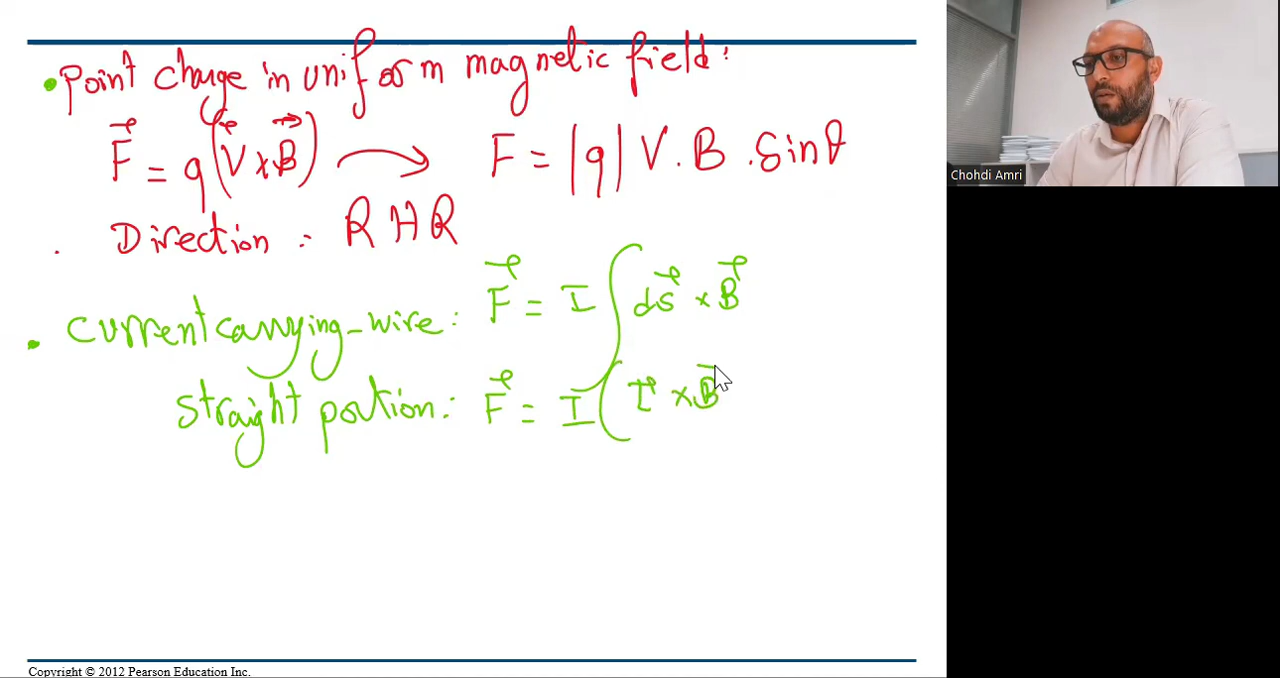 • Point charge in uniform magnetic field:
F⃗ = q(V⃗×B⃗) → F = |q| V.B.sinθ
. Direction: RHR
• current carrying-wire: F⃗ = I ∫ ds⃗ × B⃗
straight portion: F⃗ = I (L⃗ × B⃗
Chohdi Amri
Copyright © 2012 Pearson Education Inc.